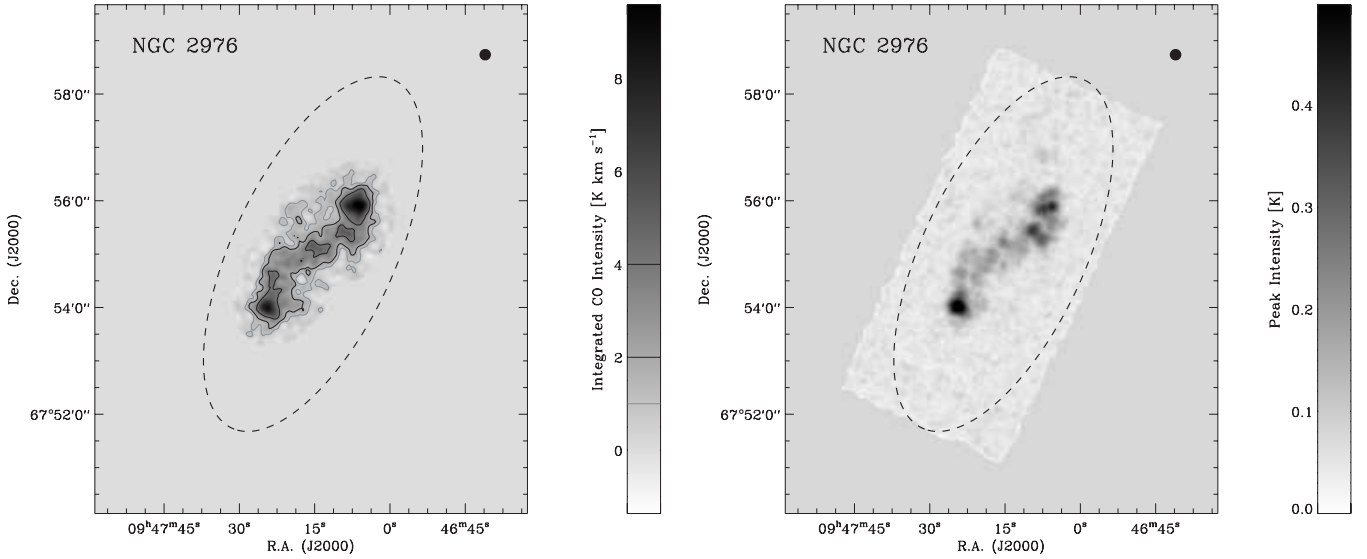 NGC 2976
58'0"
56'0"
54'0"
67°52'0"
Dec. (J2000)
09ʰ47ᵐ45ˢ 30ˢ 15ˢ 0ˢ 46ᵐ45ˢ
R.A. (J2000)
8
6
4
2
0
Integrated CO Intensity [K km s⁻¹]
NGC 2976
58'0"
56'0"
54'0"
67°52'0"
Dec. (J2000)
09ʰ47ᵐ45ˢ 30ˢ 15ˢ 0ˢ 46ᵐ45ˢ
R.A. (J2000)
0.4
0.3
0.2
0.1
0.0
Peak Intensity [K]